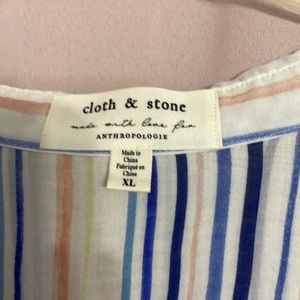 cloth & stone
made with love for
ANTHROPOLOGIE
Made in
China
Fabriqué en
Chine
XL